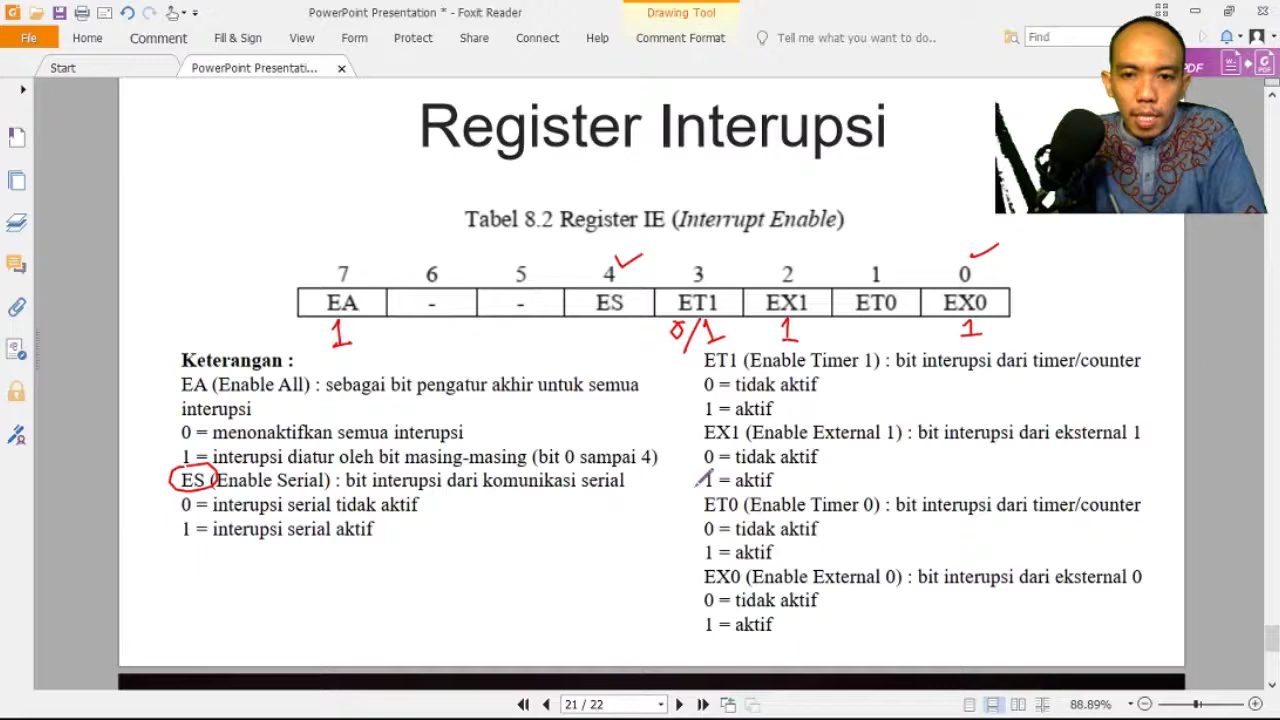 PowerPoint Presentation * - Foxit Reader
Drawing Tool
File Home Comment Fill & Sign View Form Protect Share Connect Help Comment Format Tell me what you want to do.. Find
Start PowerPoint Presentati... PDF
Register Interupsi
Tabel 8.2 Register IE (Interrupt Enable)
7 6 5 4 3 2 1 0
EA - - ES ET1 EX1 ET0 EX0
1 0/1 1 1
Keterangan :
EA (Enable All) : sebagai bit pengatur akhir untuk semua
interupsi
0 = menonaktifkan semua interupsi
1 = interupsi diatur oleh bit masing-masing (bit 0 sampai 4)
ES (Enable Serial) : bit interupsi dari komunikasi serial
0 = interupsi serial tidak aktif
1 = interupsi serial aktif
ET1 (Enable Timer 1) : bit interupsi dari timer/counter
0 = tidak aktif
1 = aktif
EX1 (Enable External 1) : bit interupsi dari eksternal 1
0 = tidak aktif
1 = aktif
ET0 (Enable Timer 0) : bit interupsi dari timer/counter
0 = tidak aktif
1 = aktif
EX0 (Enable External 0) : bit interupsi dari eksternal 0
0 = tidak aktif
1 = aktif
21 / 22 88.89%